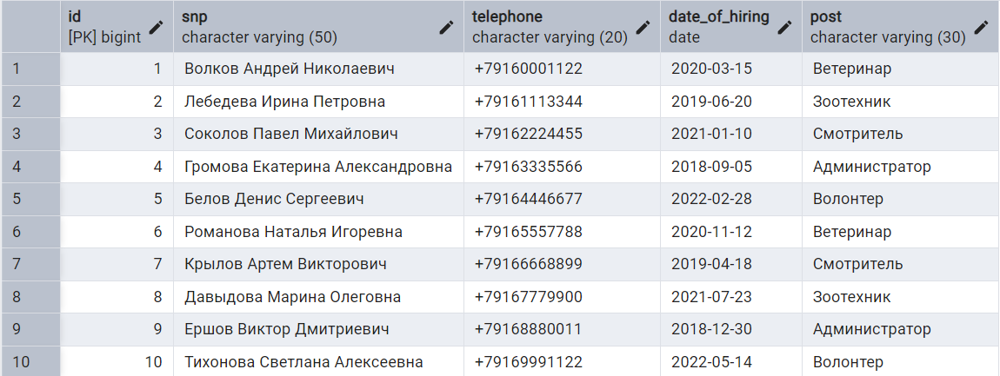 id snp telephone date_of_hiring post
[PK] bigint character varying (50) character varying (20) date character varying (30)
1 1 Волков Андрей Николаевич +79160001122 2020-03-15 Ветеринар
2 2 Лебедева Ирина Петровна +79161113344 2019-06-20 Зоотехник
3 3 Соколов Павел Михайлович +79162224455 2021-01-10 Смотритель
4 4 Громова Екатерина Александровна +79163335566 2018-09-05 Администратор
5 5 Белов Денис Сергеевич +79164446677 2022-02-28 Волонтер
6 6 Романова Наталья Игоревна +79165557788 2020-11-12 Ветеринар
7 7 Крылов Артем Викторович +79166668899 2019-04-18 Смотритель
8 8 Давыдова Марина Олеговна +79167779900 2021-07-23 Зоотехник
9 9 Ершов Виктор Дмитриевич +79168880011 2018-12-30 Администратор
10 10 Тихонова Светлана Алексеевна +79169991122 2022-05-14 Волонтер